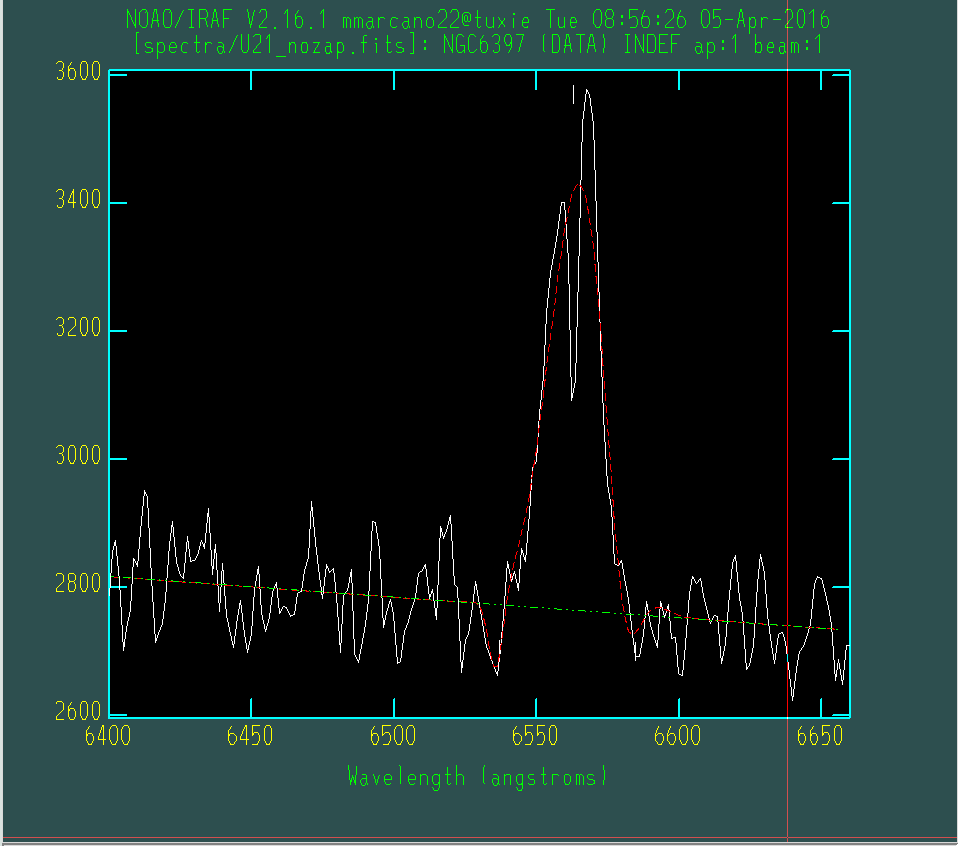 NOAO/IRAF V2.16.1 mmarcano22@tuxie Tue 08:56:26 05-Apr-2016
[spectra/U21_nozap.fits]: NGC6397 (DATA) INDEF ap:1 beam:1
3600
3400
3200
3000
2800
2600
6400 6450 6500 6550 6600 6650
Wavelength (angstroms)